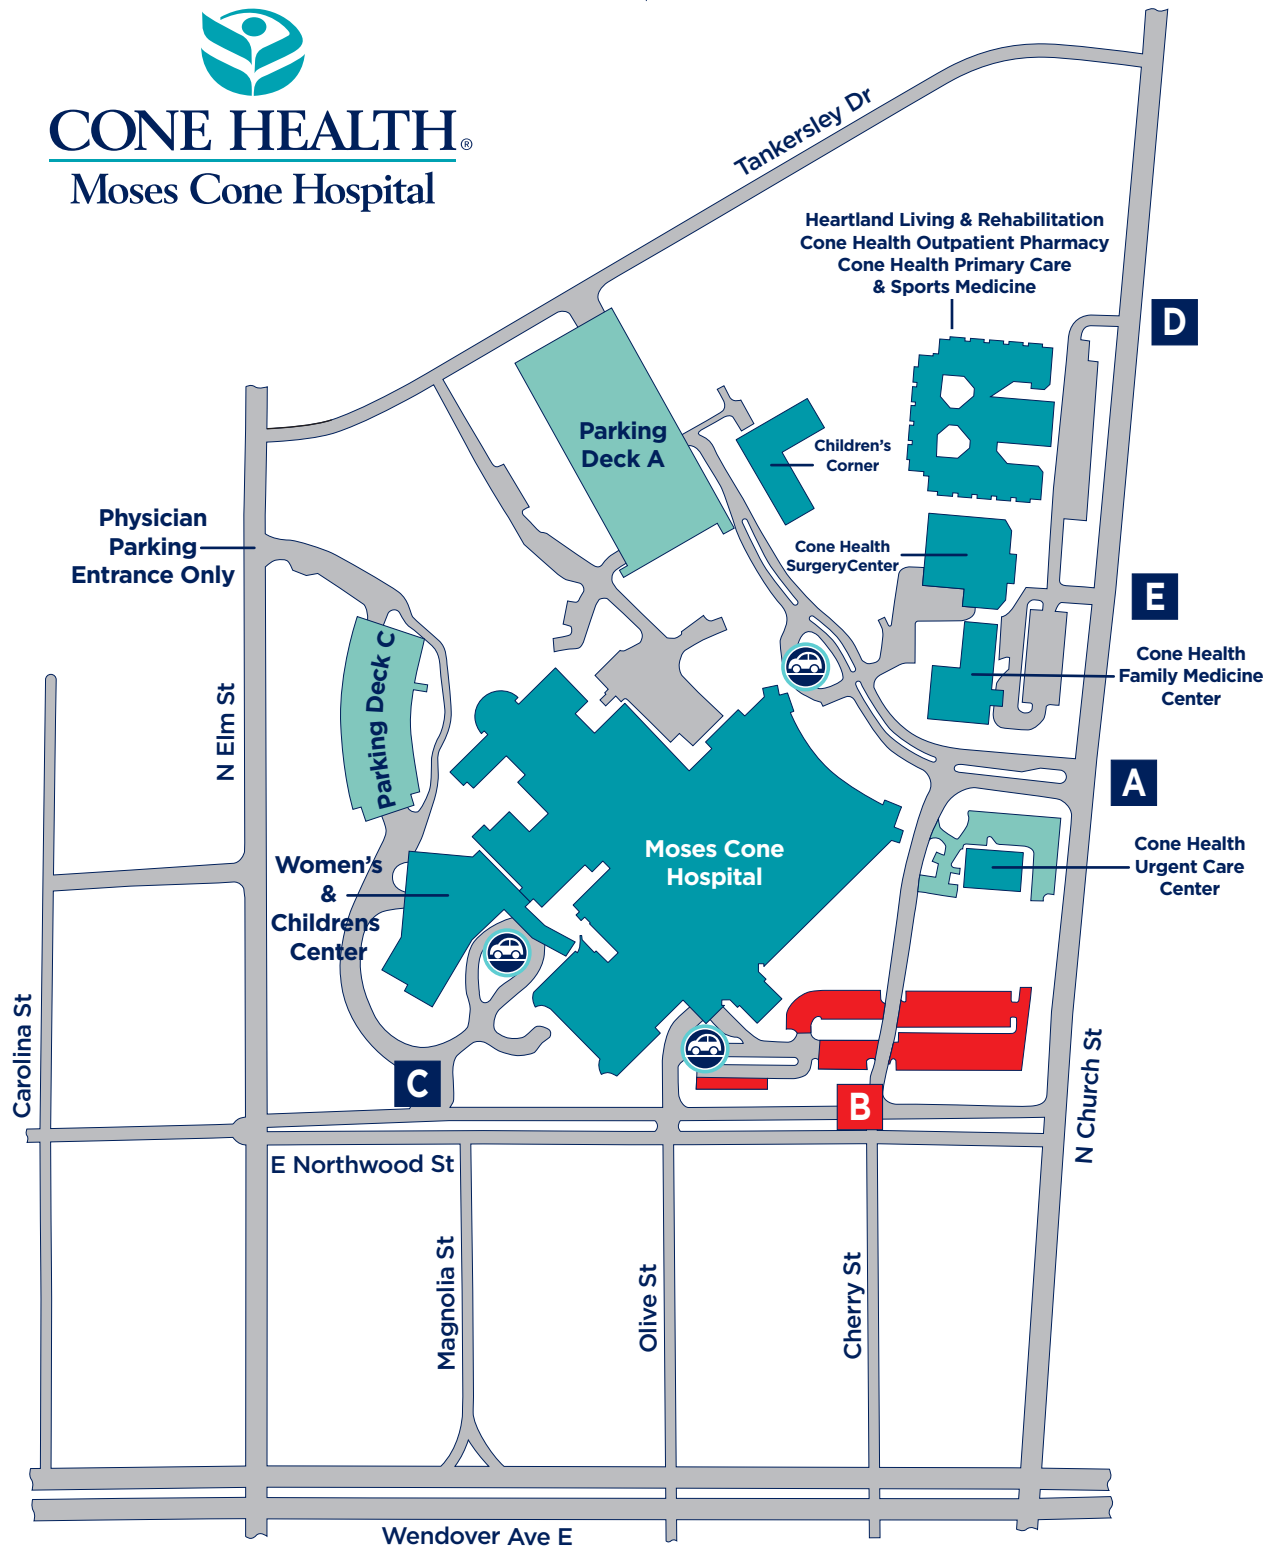 CONE HEALTH®
Moses Cone Hospital
Tankersley Dr
Heartland Living & Rehabilitation
Cone Health Outpatient Pharmacy
Cone Health Primary Care
& Sports Medicine
D
Parking
Deck A
Children's
Corner
Physician
Parking
Entrance Only
Cone Health
SurgeryCenter
E
Cone Health
Family Medicine
Center
Parking Deck C
N Elm St
A
Moses Cone
Hospital
Cone Health
Urgent Care
Center
Women's
&
Childrens
Center
Carolina St
N Church St
C
B
E Northwood St
Magnolia St
Olive St
Cherry St
Wendover Ave E